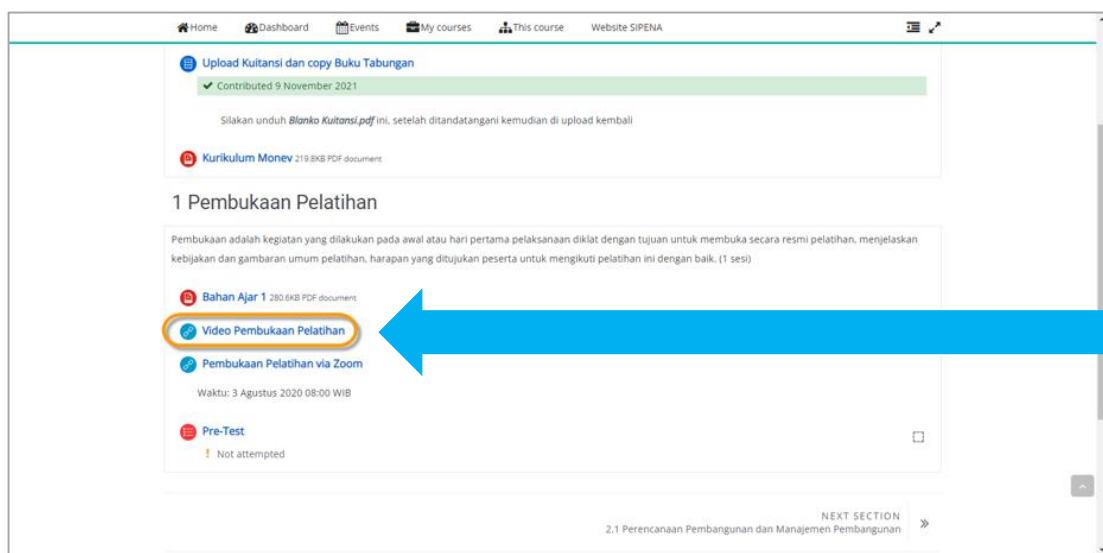 Home Dashboard Events My courses This course Website SIPENA
Upload Kuitansi dan copy Buku Tabungan
Contributed 9 November 2021
Silakan unduh Blanko Kuitansi.pdf ini, setelah ditandatangani kemudian di upload kembali
Kurikulum Monev 219.8KB PDF document
1 Pembukaan Pelatihan
Pembukaan adalah kegiatan yang dilakukan pada awal atau hari pertama pelaksanaan diklat dengan tujuan untuk membuka secara resmi pelatihan, menjelaskan
kebijakan dan gambaran umum pelatihan, harapan yang ditujukan peserta untuk mengikuti pelatihan ini dengan baik. (1 sesi)
Bahan Ajar 1 280.6KB PDF document
Video Pembukaan Pelatihan
Pembukaan Pelatihan via Zoom
Waktu: 3 Agustus 2020 08:00 WIB
Pre-Test
! Not attempted
NEXT SECTION
2.1 Perencanaan Pembangunan dan Manajemen Pembangunan